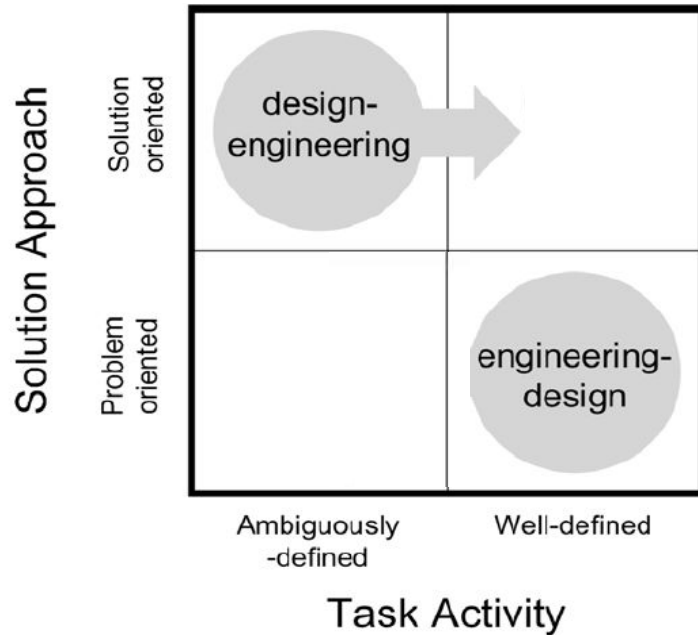 Solution Approach
Solution
oriented
Problem
oriented
design-
engineering
engineering-
design
Ambiguously
-defined
Well-defined
Task Activity